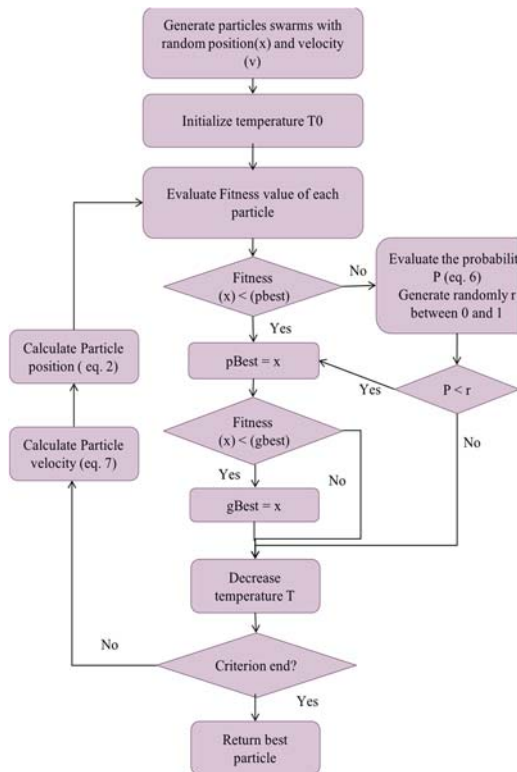 Generate particles swarms with
random position(x) and velocity
(v)
Initialize temperature T0
Evaluate Fitness value of each
particle
Fitness
(x) < (pbest)
No
Evaluate the probabilit
P (eq. 6)
Generate randomly r
between 0 and 1
Yes
Calculate Particle
position ( eq. 2)
pBest = x
Yes
P < r
Fitness
(x) < (gbest)
Calculate Particle
velocity (eq. 7)
No
Yes
No
gBest = x
Decrease
temperature T
No
Criterion end?
Yes
Return best
particle